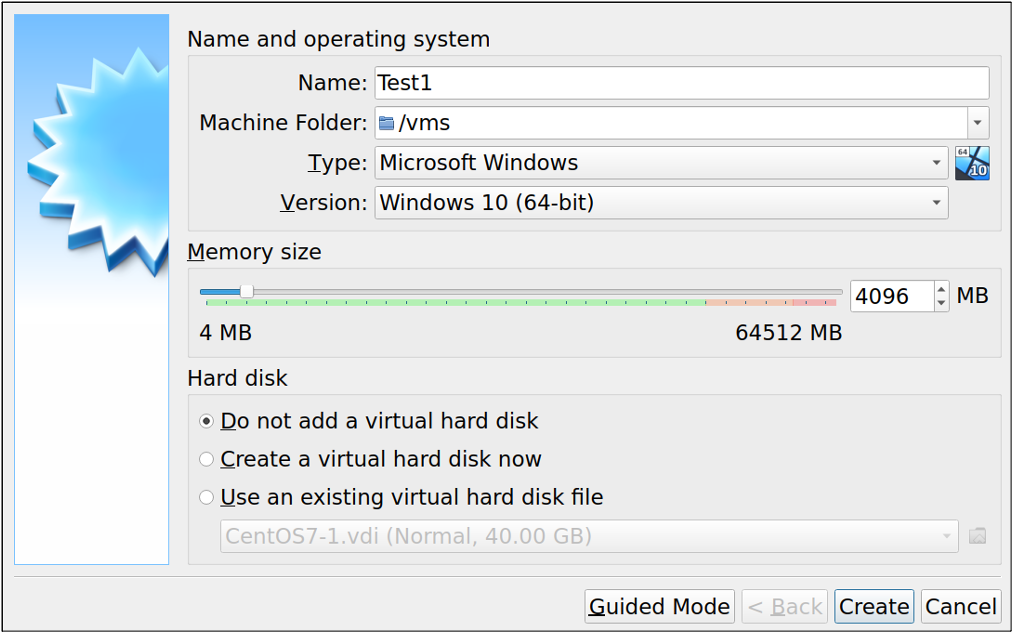 Name and operating system
Name: Test1
Machine Folder: /vms
Type: Microsoft Windows
64
10
Version: Windows 10 (64-bit)
Memory size
4096 MB
4 MB 64512 MB
Hard disk
Do not add a virtual hard disk
Create a virtual hard disk now
Use an existing virtual hard disk file
CentOS7-1.vdi (Normal, 40.00 GB)
Guided Mode < Back Create Cancel